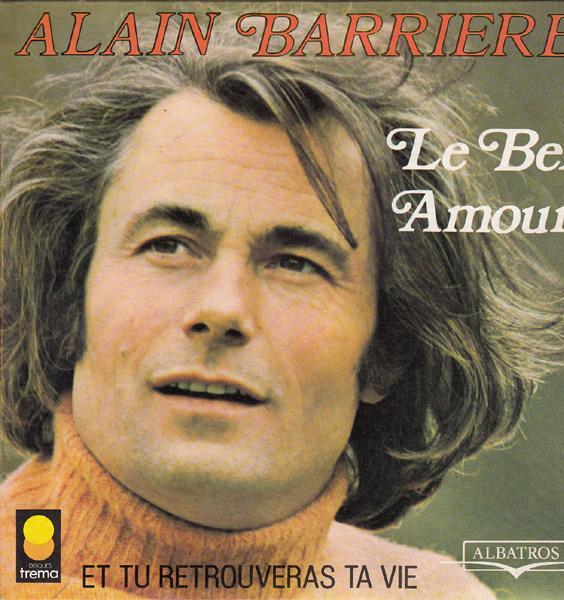 ALAIN BARRIERE
Le Bel
Amour
DISQUES
trema
ET TU RETROUVERAS TA VIE
ALBATROS